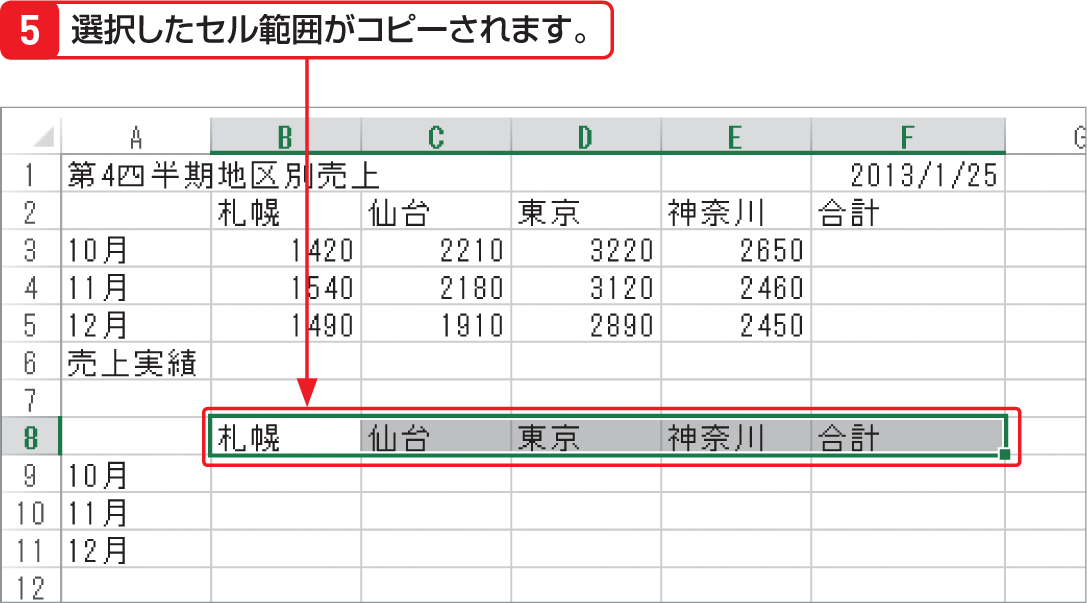 5 選択したセル範囲がコピーされます。
A B C D E F G
1 第4四半期地区別売上 2013/1/25
2 札幌 仙台 東京 神奈川 合計
3 10月 1420 2210 3220 2650
4 11月 1540 2180 3120 2460
5 12月 1490 1910 2890 2450
6 売上実績
7
8 札幌 仙台 東京 神奈川 合計
9 10月
10 11月
11 12月
12